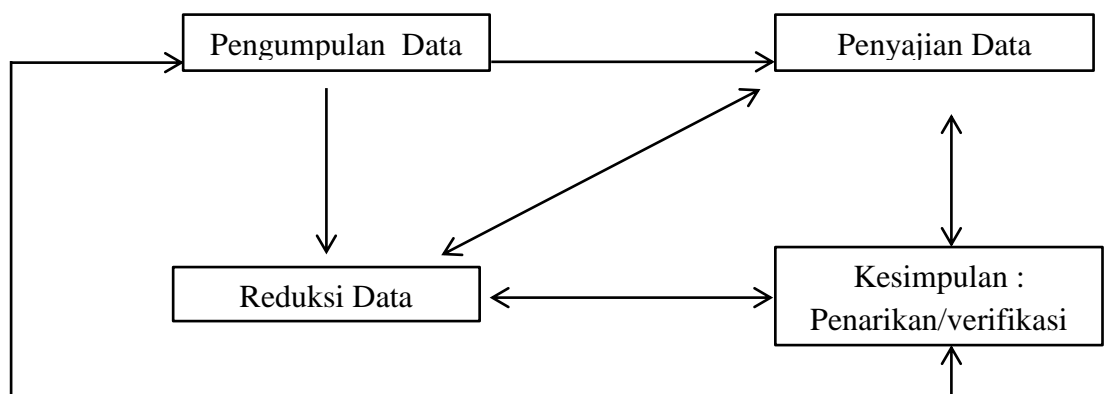 Pengumpulan Data
Penyajian Data
Reduksi Data
Kesimpulan :
Penarikan/verifikasi